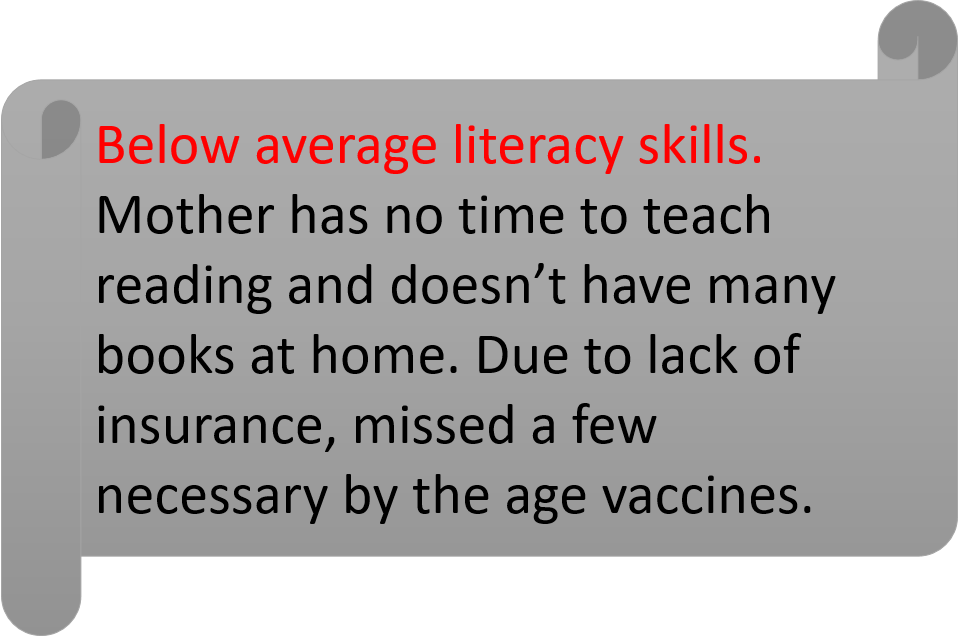 Below average literacy skills.
Mother has no time to teach
reading and doesn’t have many
books at home. Due to lack of
insurance, missed a few
necessary by the age vaccines.